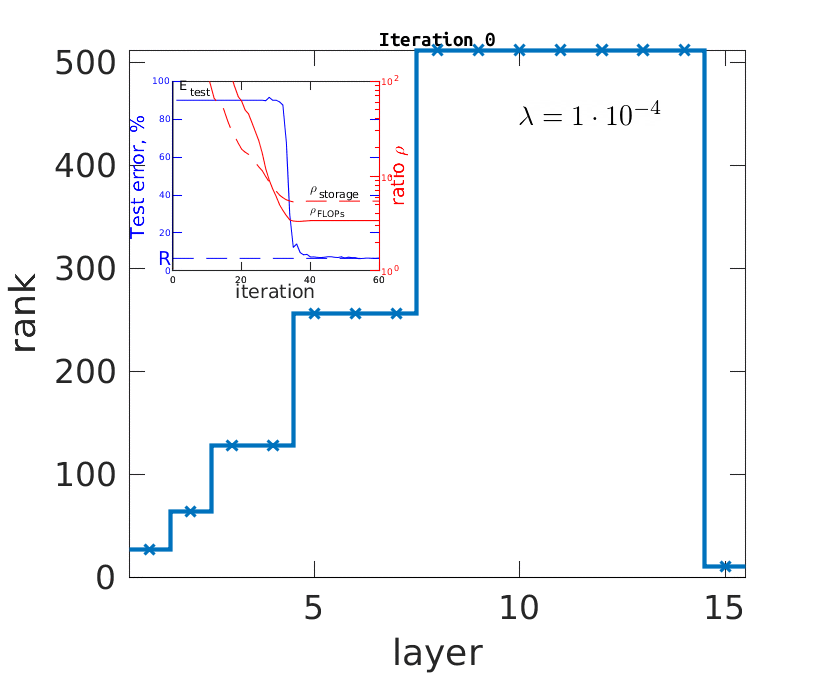 Iteration 0
500
400
300
200
100
0
rank
5
10
15
layer
λ = 1 · 10⁻⁴
E test
100
80
60
40
20
0
Test error, %
R
0
20
40
60
iteration
10²
10¹
10⁰
ratio ρ
ρ storage
ρ FLOPs